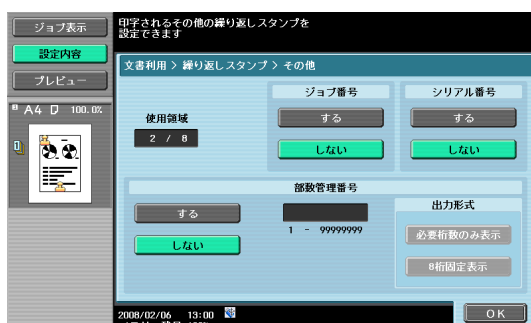 ジョブ表示
設定内容
プレビュー
A4 100.0%
印字されるその他の繰り返しスタンプを
設定できます
文書利用 > 繰り返しスタンプ > その他
使用領域
2 / 8
ジョブ番号
する
しない
シリアル番号
する
しない
部数管理番号
する
しない
1 - 99999999
出力形式
必要桁数のみ表示
8桁固定表示
2008/02/06 13:00
OK